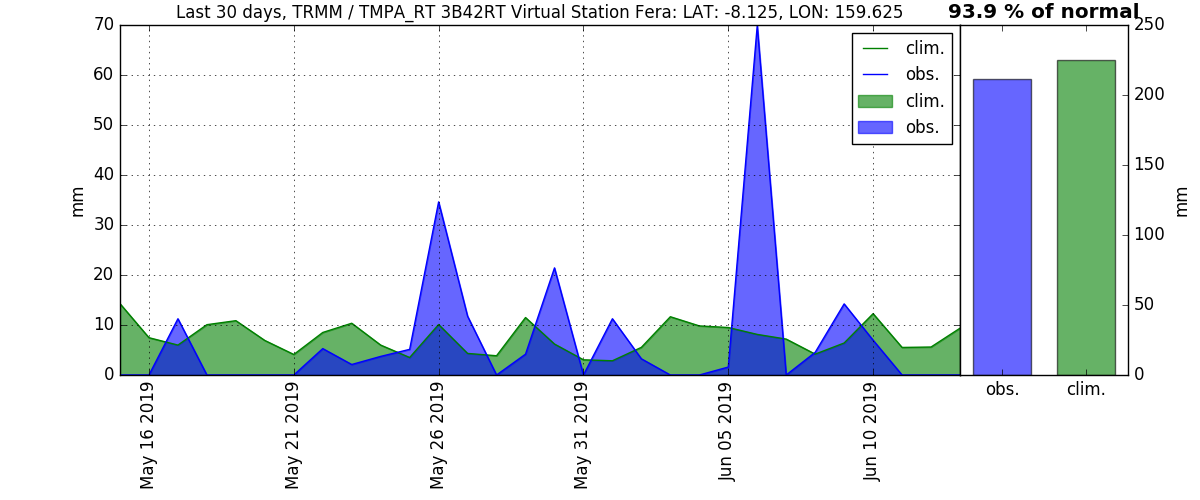 Last 30 days, TRMM / TMPA_RT 3B42RT Virtual Station Fera: LAT: -8.125, LON: 159.625
93.9 % of normal
70
60
50
40
30
20
10
0
mm
clim.
obs.
clim.
obs.
May 16 2019
May 21 2019
May 26 2019
May 31 2019
Jun 05 2019
Jun 10 2019
250
200
150
100
50
0
mm
obs.
clim.